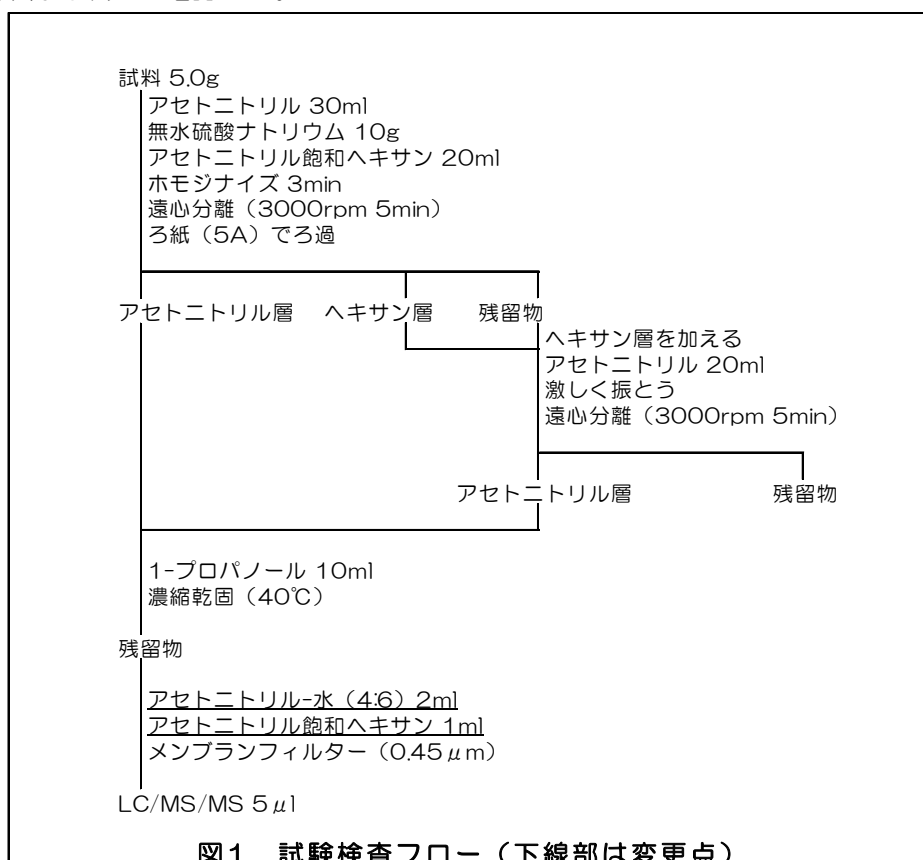 試料 5.0g
アセトニトリル 30ml
無水硫酸ナトリウム 10g
アセトニトリル飽和ヘキサン 20ml
ホモジナイズ 3min
遠心分離(3000rpm 5min)
ろ紙(5A)でろ過
アセトニトリル層 ヘキサン層 残留物
ヘキサン層を加える
アセトニトリル 20ml
激しく振とう
遠心分離(3000rpm 5min)
アセトニトリル層 残留物
1-プロパノール 10ml
濃縮乾固(40℃)
残留物
アセトニトリル-水(4:6)2ml
アセトニトリル飽和ヘキサン 1ml
メンブランフィルター(0.45μm)
LC/MS/MS 5μl
図1 試験検査フロー(下線部は変更点)